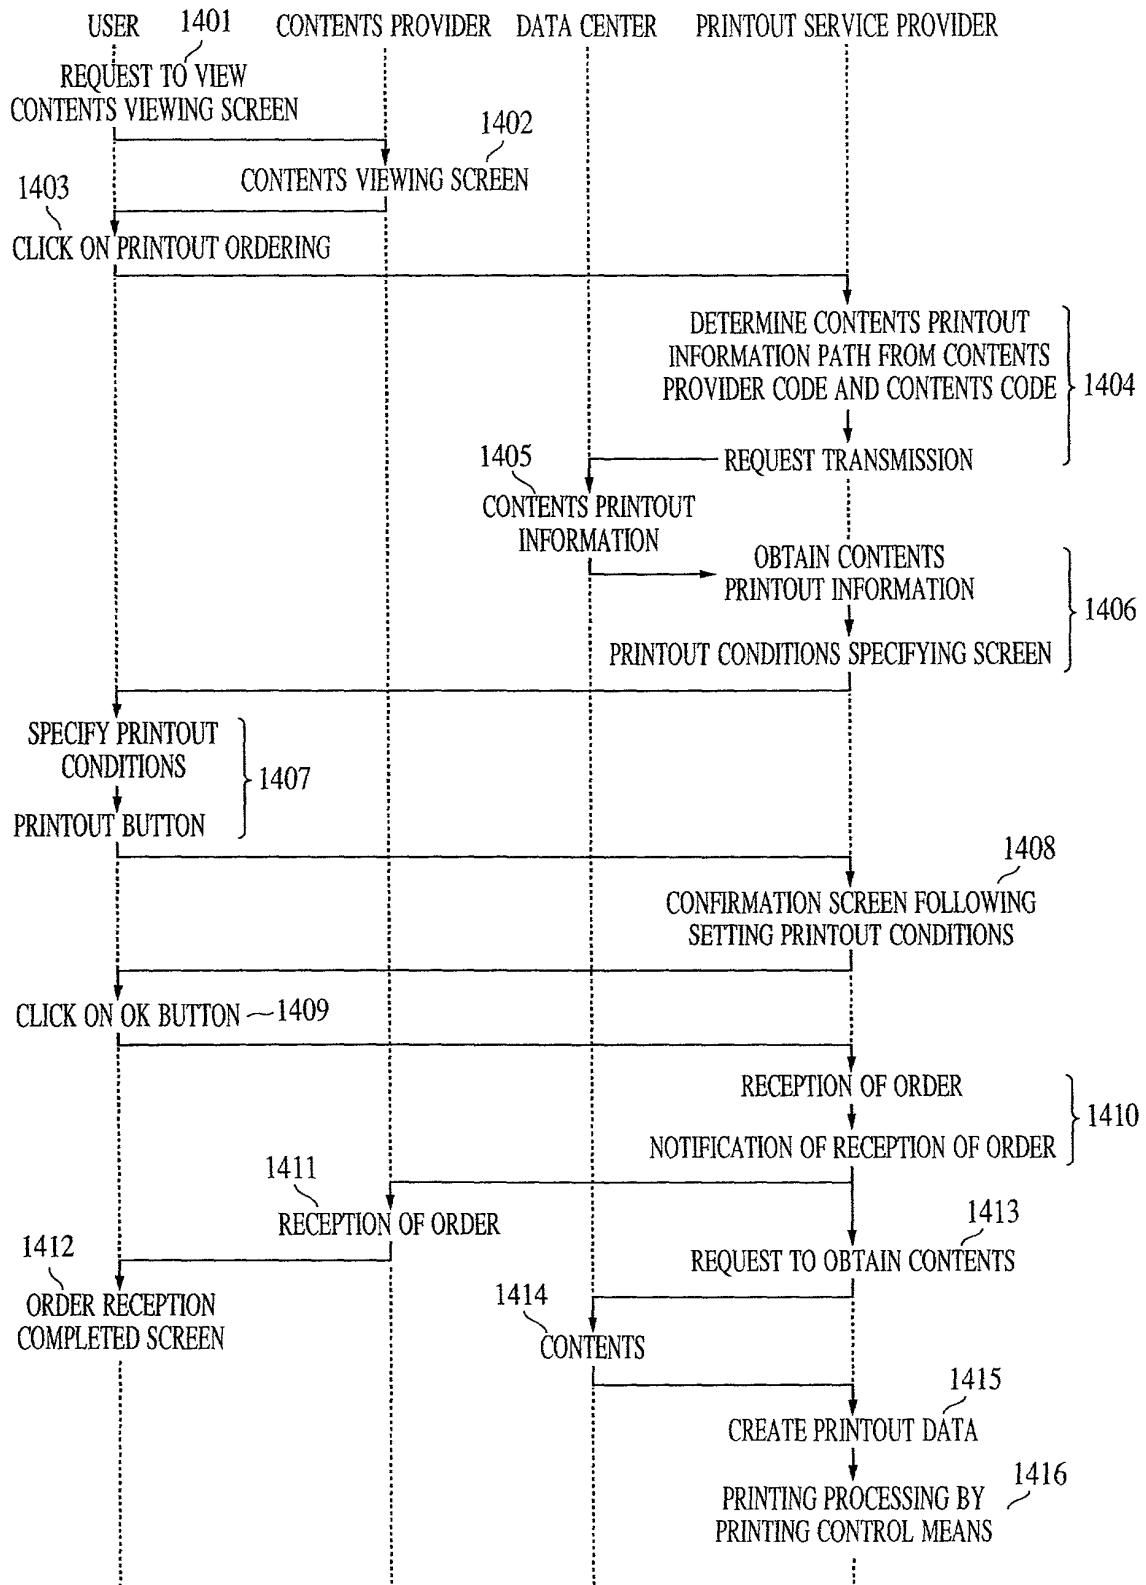 USER
CONTENTS PROVIDER
DATA CENTER
PRINTOUT SERVICE PROVIDER
1401
REQUEST TO VIEW
CONTENTS VIEWING SCREEN
1402
CONTENTS VIEWING SCREEN
1403
CLICK ON PRINTOUT ORDERING
DETERMINE CONTENTS PRINTOUT
INFORMATION PATH FROM CONTENTS
PROVIDER CODE AND CONTENTS CODE
1404
REQUEST TRANSMISSION
1405
CONTENTS PRINTOUT
INFORMATION
OBTAIN CONTENTS
PRINTOUT INFORMATION
1406
PRINTOUT CONDITIONS SPECIFYING SCREEN
SPECIFY PRINTOUT
CONDITIONS
1407
PRINTOUT BUTTON
1408
CONFIRMATION SCREEN FOLLOWING
SETTING PRINTOUT CONDITIONS
CLICK ON OK BUTTON
1409
RECEPTION OF ORDER
1410
NOTIFICATION OF RECEPTION OF ORDER
1411
RECEPTION OF ORDER
1412
ORDER RECEPTION
COMPLETED SCREEN
1413
REQUEST TO OBTAIN CONTENTS
1414
CONTENTS
1415
CREATE PRINTOUT DATA
1416
PRINTING PROCESSING BY
PRINTING CONTROL MEANS